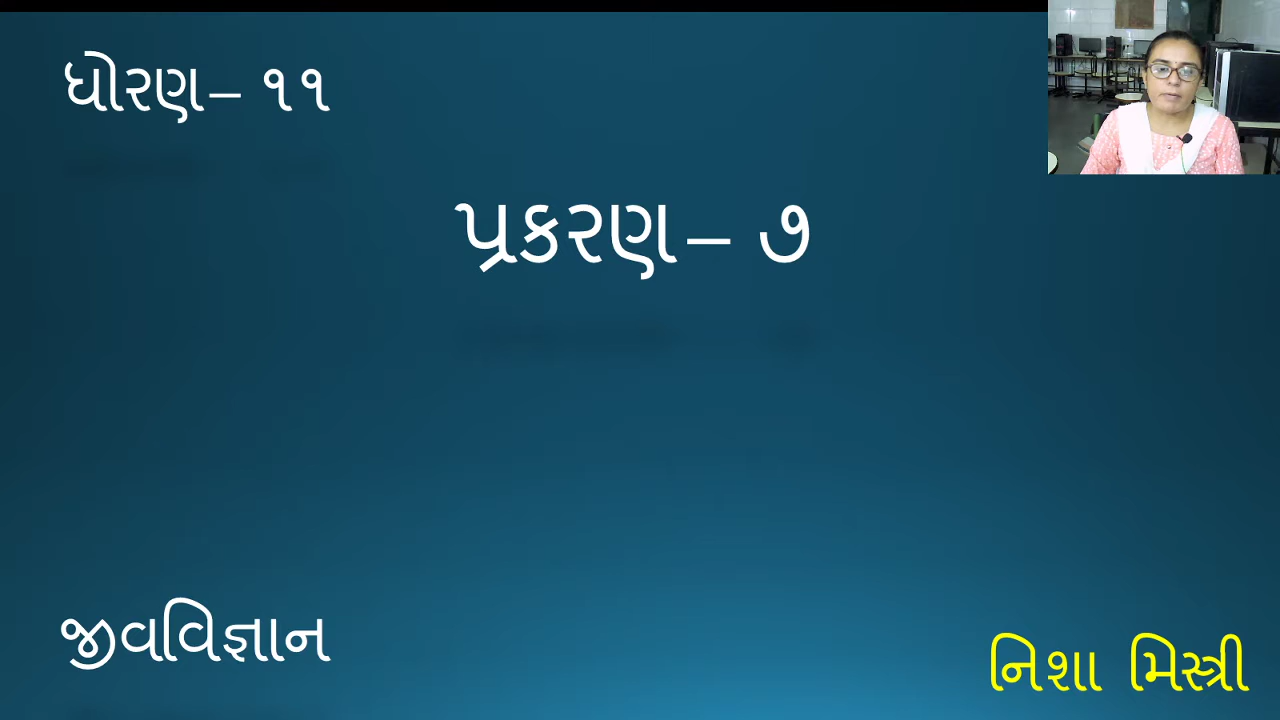 ધોરણ– ૧૧
પ્રકરણ– ૭
જીવવિજ્ઞાન
નિશા મિસ્ત્રી